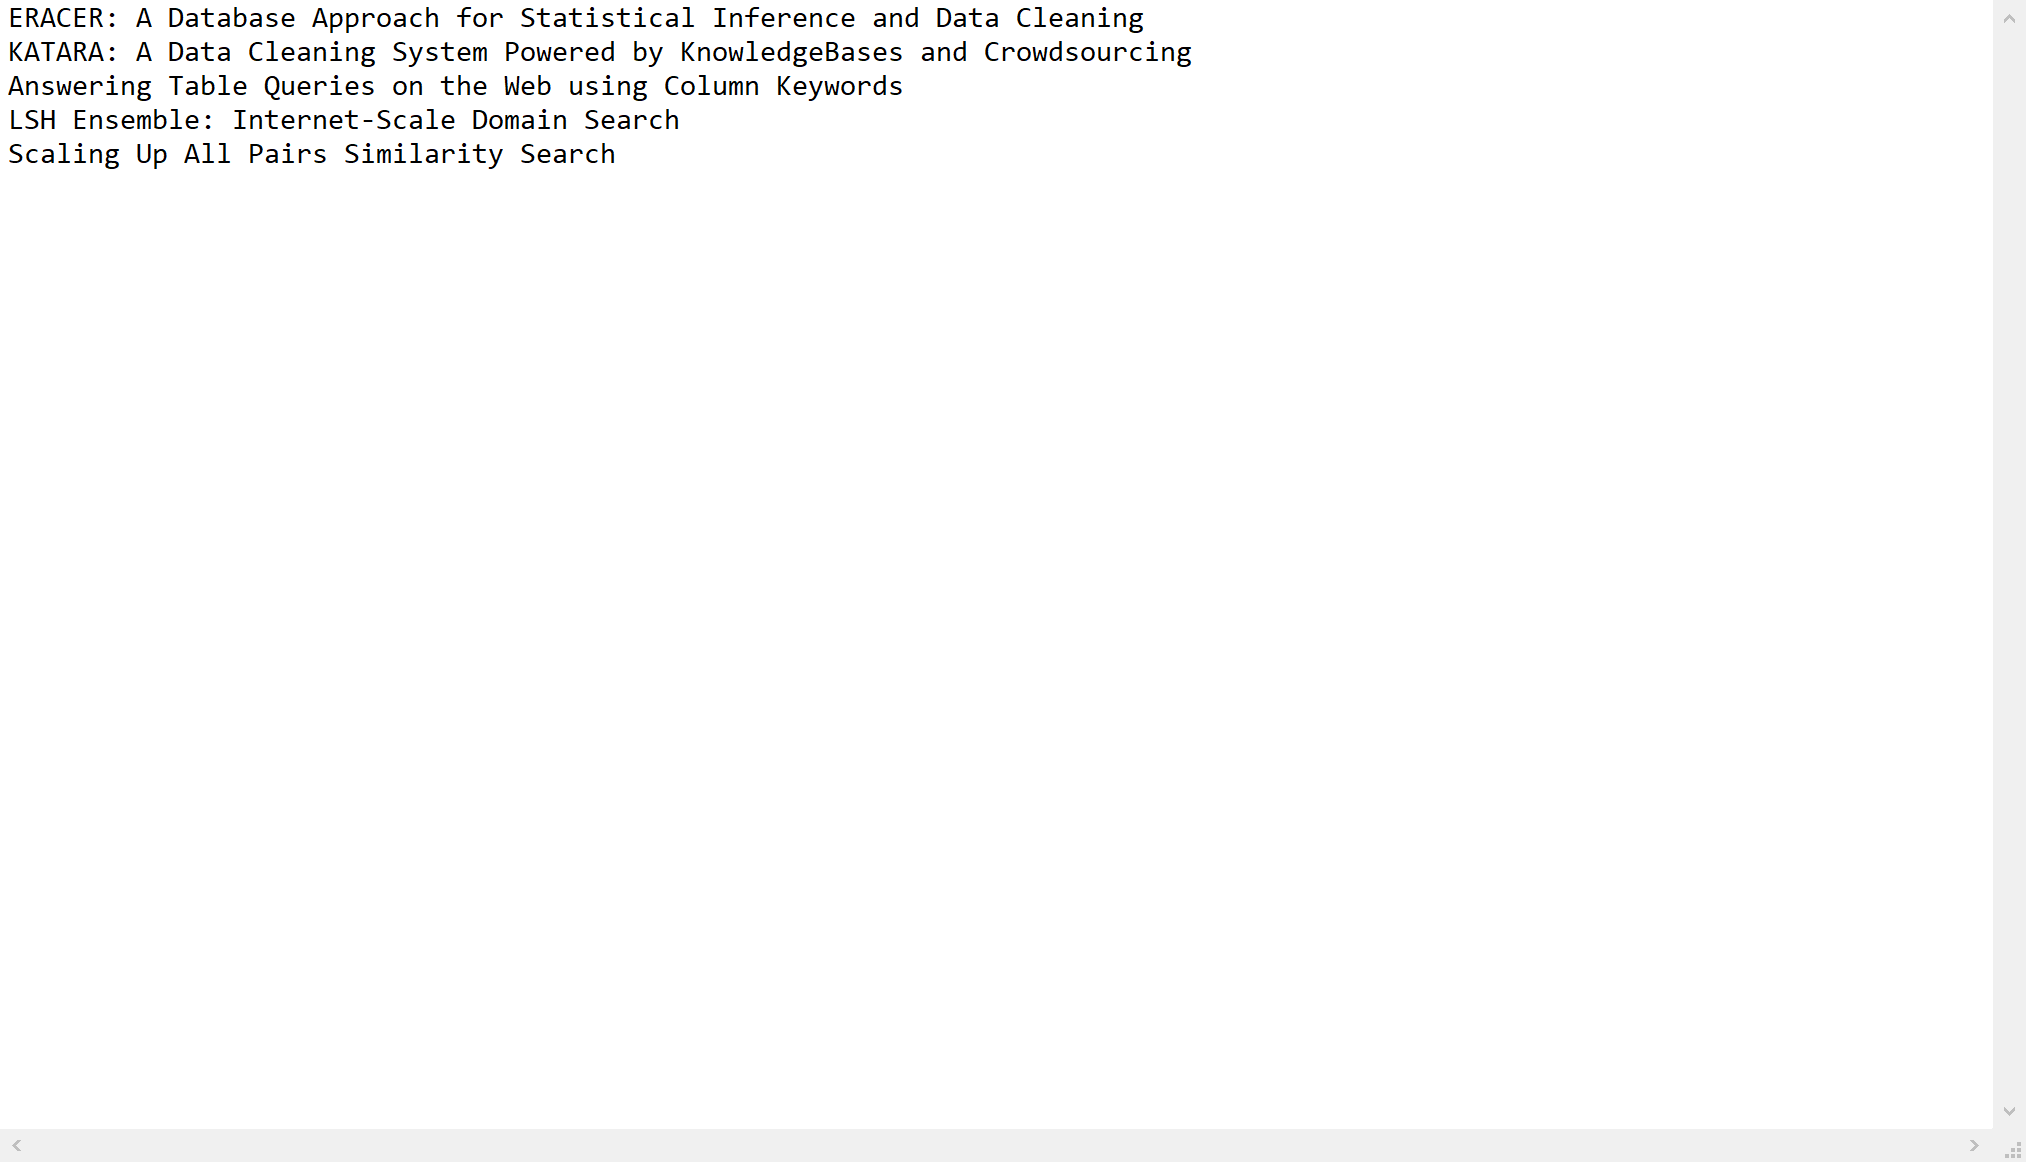 ERACER: A Database Approach for Statistical Inference and Data Cleaning
KATARA: A Data Cleaning System Powered by KnowledgeBases and Crowdsourcing
Answering Table Queries on the Web using Column Keywords
LSH Ensemble: Internet-Scale Domain Search
Scaling Up All Pairs Similarity Search